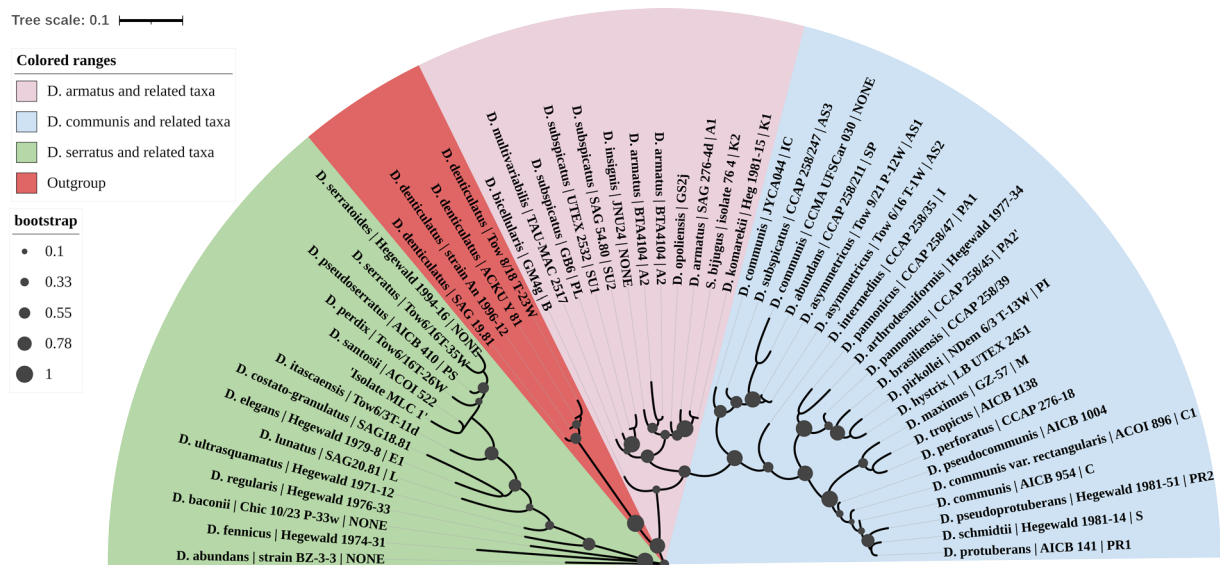 Tree scale: 0.1
Colored ranges
D. armatus and related taxa
D. communis and related taxa
D. serratus and related taxa
Outgroup
bootstrap
0.1
0.33
0.55
0.78
1
D. abundans | strain BZ-3-3 | NONE
D. fennicus | Hegewald 1974-31
D. baconii | Chic 10/23 P-33w | NONE
D. regularis | Hegewald 1976-33
D. ultrasquamatus | Hegewald 1971-12
D. lunatus | SAG20.81 | L
D. elegans | Hegewald 1979-8 | E1
D. costato-granulatus | SAG18.81
D. itascaensis | Tow6/3T-11d
'Isolate MLC 1'
D. santosii | ACOI 522
D. perdix | Tow6/16T-26W
D. pseudoserratus | AICB 410 | PS
D. serratus | Tow6/16T-35W
D. serratoides | Hegewald 1994-16 | NONE
D. denticulatus | SAG 19.81
D. denticulatus | strain An 1996-12
D. denticulatus | ACKU Y 81
D. denticulatus | Tow 8/18 T-23W
D. bicellularis | GM4g | B
D. multivariabilis | TAU-MAC 2517
D. subspicatus | GB6 | PL
D. subspicatus | UTEX 2532 | SU1
D. subspicatus | SAG 54.80 | SU2
D. insignis | JNU24 | NONE
D. armatus | BTA4104 | A2
D. armatus | BTA4104 | A2
D. opoliensis | GS2j
D. armatus | SAG 276-4d | A1
S. bijugus | isolate 76 4 | K2
D. komarekii | Heg 1981-15 | K1
D. communis | JYCA044 | IC
D. subspicatus | CCAP 258/247 | AS3
D. communis | CCMA UFSCar 030 | NONE
D. abundans | CCAP 258/211 | SP
D. asymmetricus | Tow 9/21 P-12W | AS1
D. asymmetricus | Tow 6/16 T-1W | AS2
D. intermedius | CCAP 258/35 | I
D. pannonicus | CCAP 258/47 | PA1
D. arthrodesmiformis | Hegewald 1977-34
D. pannonicus | CCAP 258/45 | PA2'
D. brasiliensis | CCAP 258/39
D. pirkollei | NDem 6/3 T-13W | PI
D. hystrix | LB UTEX 2451
D. maximus | GZ-57 | M
D. tropicus | AICB 1138
D. perforatus | CCAP 276-18
D. pseudocommunis | AICB 1004
D. communis var. rectangularis | ACOI 896 | C1
D. communis | AICB 954 | C
D. pseudoprotuberans | Hegewald 1981-51 | PR2
D. schmidtii | Hegewald 1981-14 | S
D. protuberans | AICB 141 | PR1